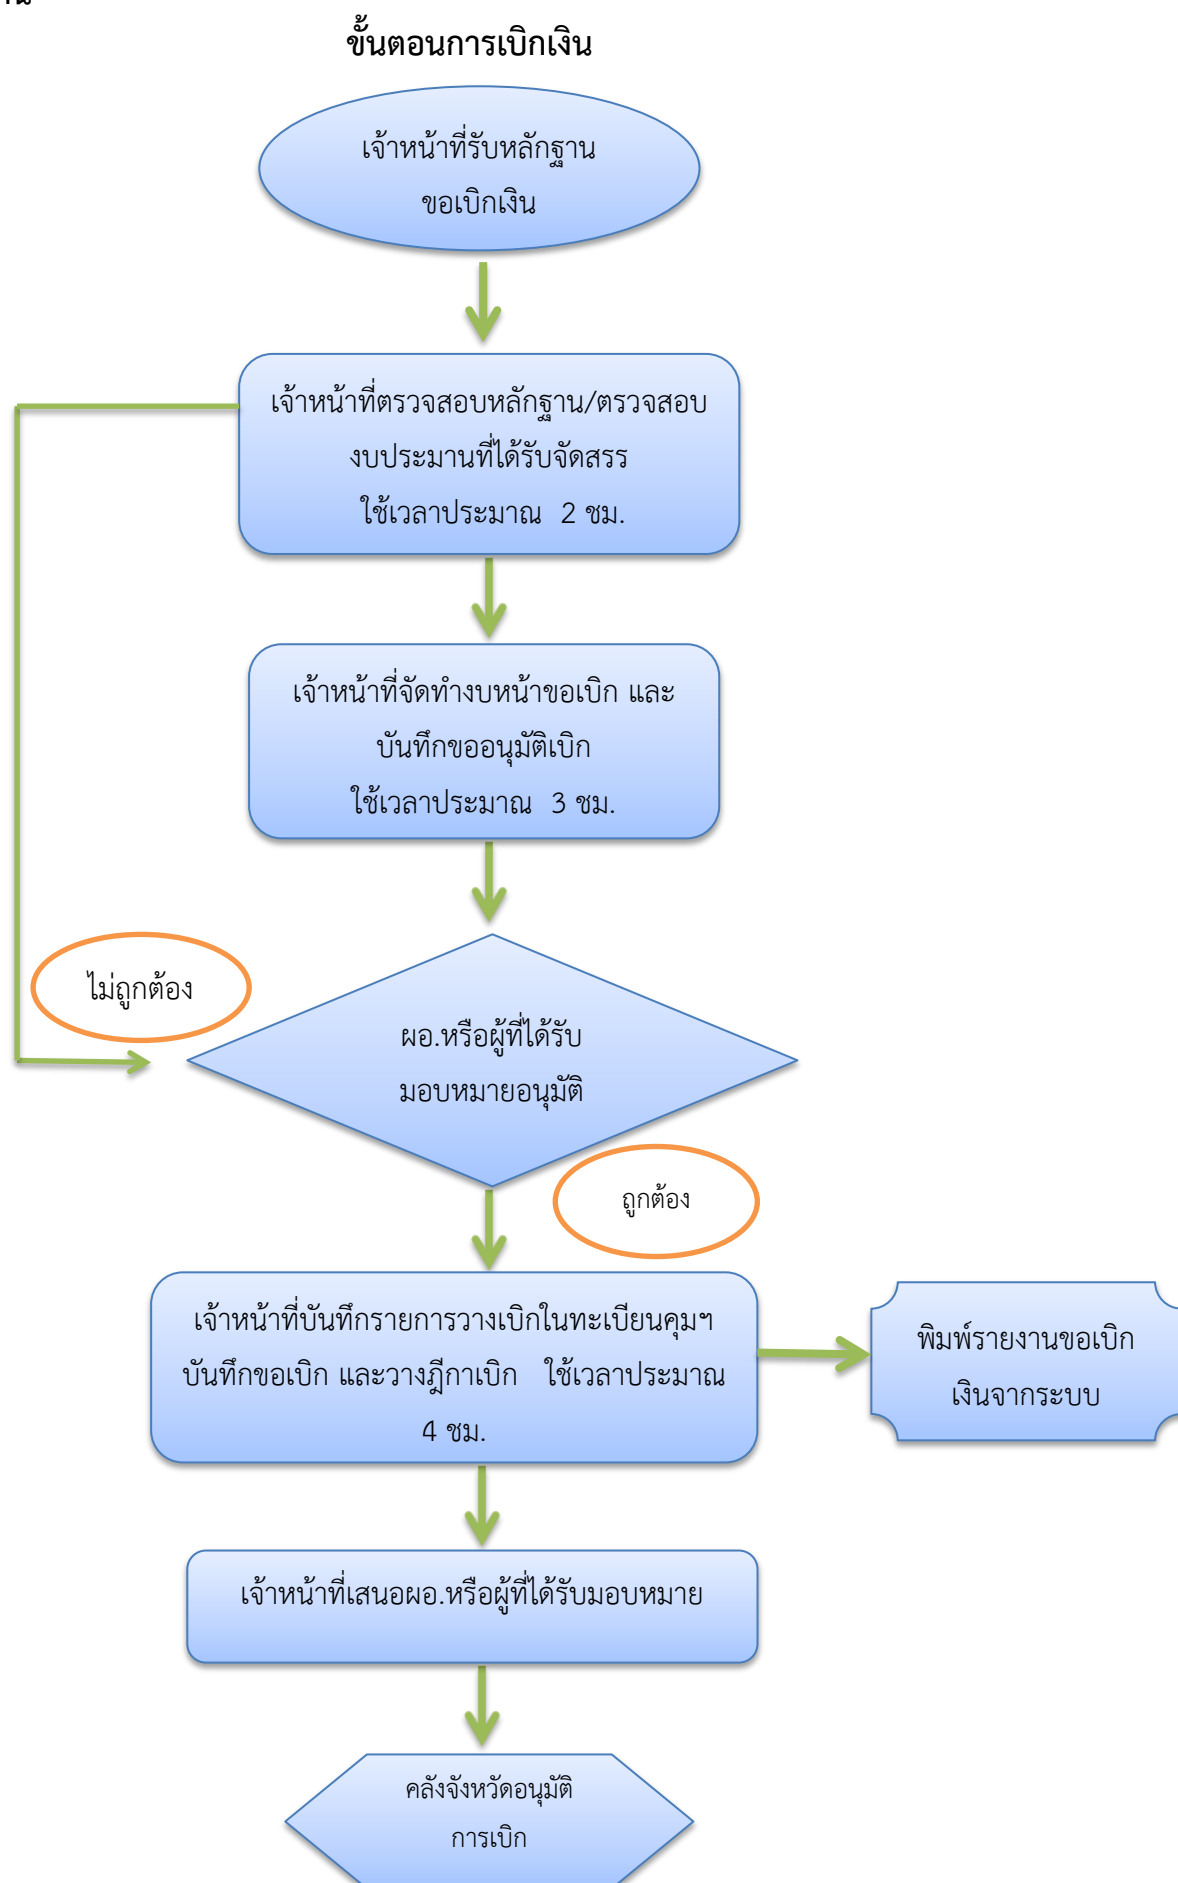 ขั้นตอนการเบิกเงิน
เจ้าหน้าที่รับหลักฐาน
ขอเบิกเงิน
เจ้าหน้าที่ตรวจสอบหลักฐาน/ตรวจสอบ
งบประมานที่ได้รับจัดสรร
ใช้เวลาประมาณ 2 ชม.
เจ้าหน้าที่จัดทำงบหน้าขอเบิก และ
บันทึกขออนุมัติเบิก
ใช้เวลาประมาณ 3 ชม.
ไม่ถูกต้อง
ผอ.หรือผู้ที่ได้รับ
มอบหมายอนุมัติ
ถูกต้อง
เจ้าหน้าที่บันทึกรายการวางเบิกในทะเบียนคุมฯ
บันทึกขอเบิก และวางฎีกาเบิก ใช้เวลาประมาณ
4 ชม.
พิมพ์รายงานขอเบิก
เงินจากระบบ
เจ้าหน้าที่เสนอผอ.หรือผู้ที่ได้รับมอบหมาย
คลังจังหวัดอนุมัติ
การเบิก